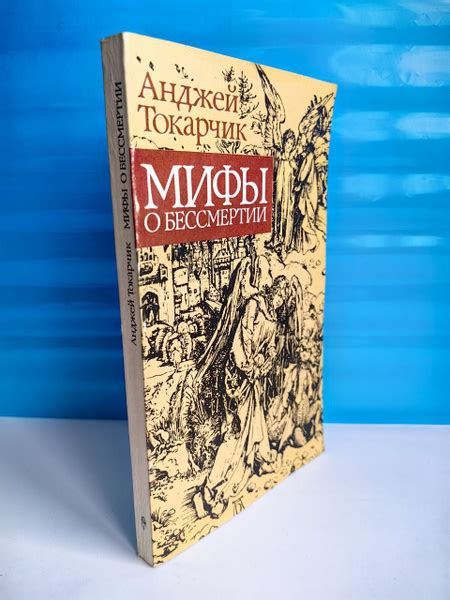 Анджей
Токарчик
МИФЫ
О БЕССМЕРТИИ
Анджей Токарчик МИФЫ О БЕССМЕРТИИ